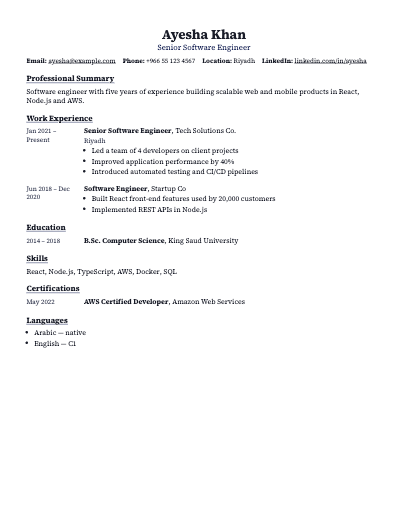 Ayesha Khan
Senior Software Engineer
Email: ayesha@example.com Phone: +966 55 123 4567 Location: Riyadh LinkedIn: linkedin.com/in/ayesha
Professional Summary
Software engineer with five years of experience building scalable web and mobile products in React,
Node.js and AWS.
Work Experience
Jan 2021 – Present
Senior Software Engineer, Tech Solutions Co.
Riyadh
• Led a team of 4 developers on client projects
• Improved application performance by 40%
• Introduced automated testing and CI/CD pipelines
Jun 2018 – Dec 2020
Software Engineer, Startup Co
• Built React front-end features used by 20,000 customers
• Implemented REST APIs in Node.js
Education
2014 – 2018 B.Sc. Computer Science, King Saud University
Skills
React, Node.js, TypeScript, AWS, Docker, SQL
Certifications
May 2022 AWS Certified Developer, Amazon Web Services
Languages
• Arabic — native
• English — C1